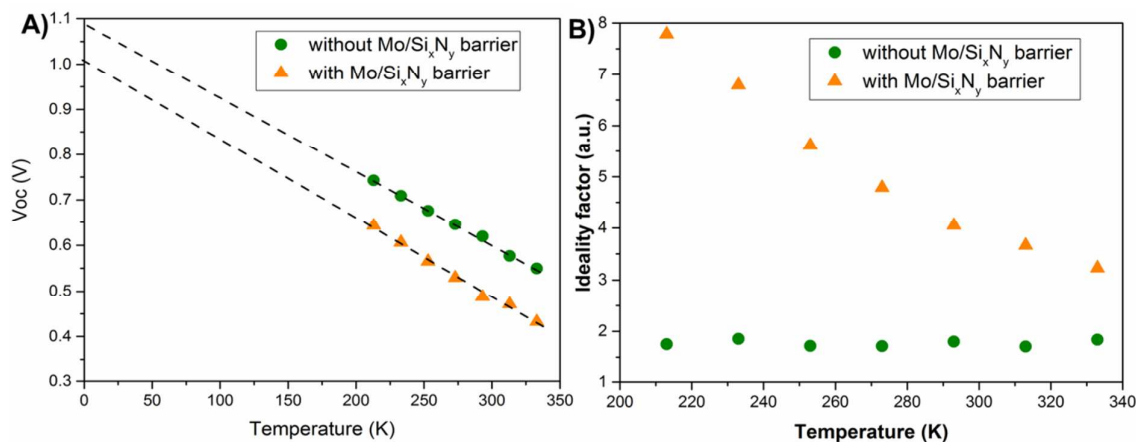 A)
without Mo/SixNy barrier
with Mo/SixNy barrier
Voc (V)
1.1
1.0
0.9
0.8
0.7
0.6
0.5
0.4
0.3
0 50 100 150 200 250 300 350
Temperature (K)
B)
without Mo/SixNy barrier
with Mo/SixNy barrier
Ideality factor (a.u.)
8
7
6
5
4
3
2
1
200 220 240 260 280 300 320 340
Temperature (K)